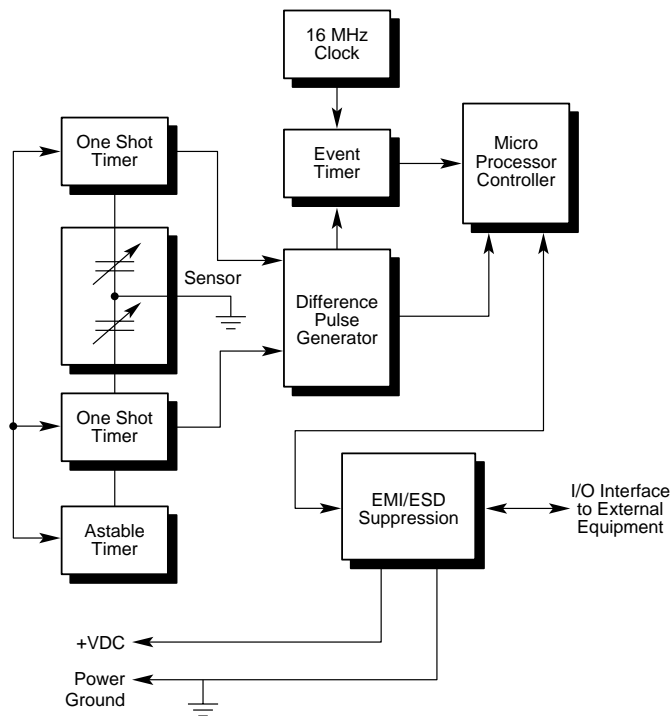 16 MHz
Clock
One Shot
Timer
Event
Timer
Micro
Processor
Controller
Sensor
Difference
Pulse
Generator
One Shot
Timer
Astable
Timer
EMI/ESD
Suppression
I/O Interface
to External
Equipment
+VDC
Power
Ground